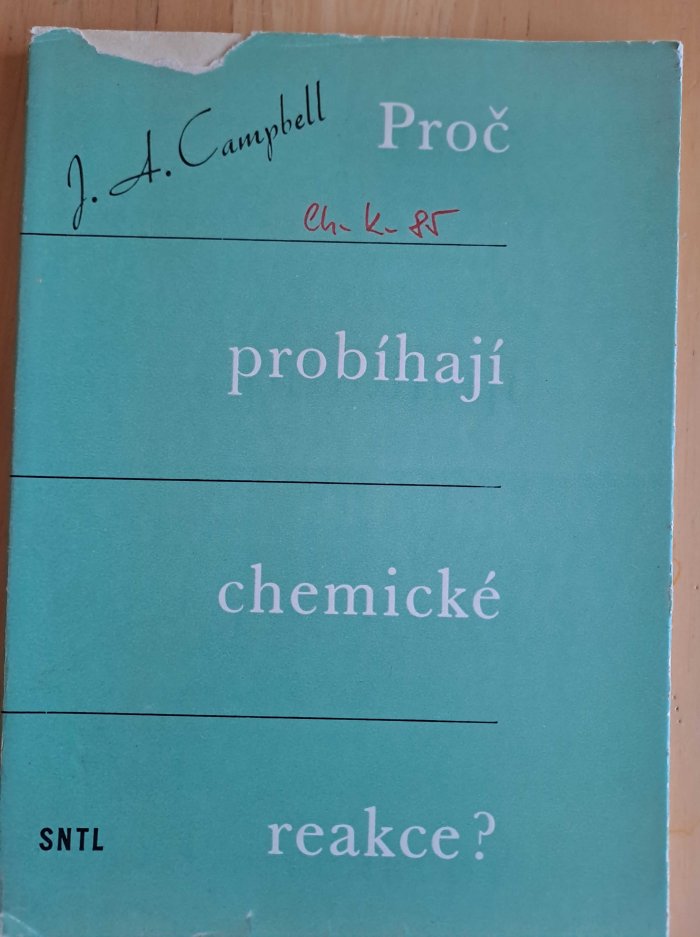 J. A. Campbell
Proč
Ch. K. 85
probíhají
chemické
reakce?
SNTL